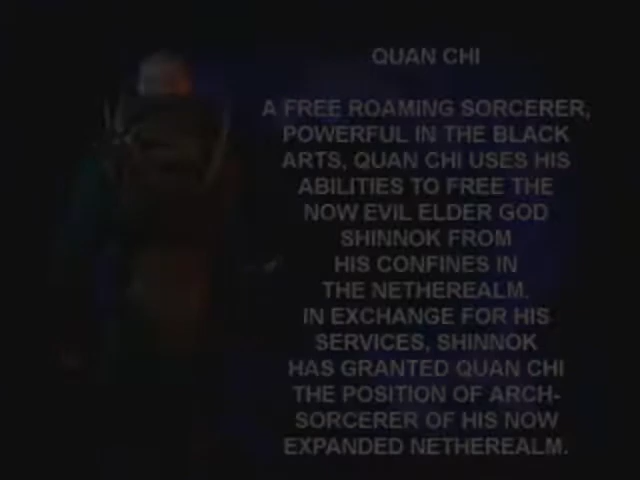 QUAN CHI
A FREE ROAMING SORCERER,
POWERFUL IN THE BLACK
ARTS, QUAN CHI USES HIS
ABILITIES TO FREE THE
NOW EVIL ELDER GOD
SHINNOK FROM
HIS CONFINES IN
THE NETHEREALM.
IN EXCHANGE FOR HIS
SERVICES, SHINNOK
HAS GRANTED QUAN CHI
THE POSITION OF ARCH-
SORCERER OF HIS NOW
EXPANDED NETHEREALM.